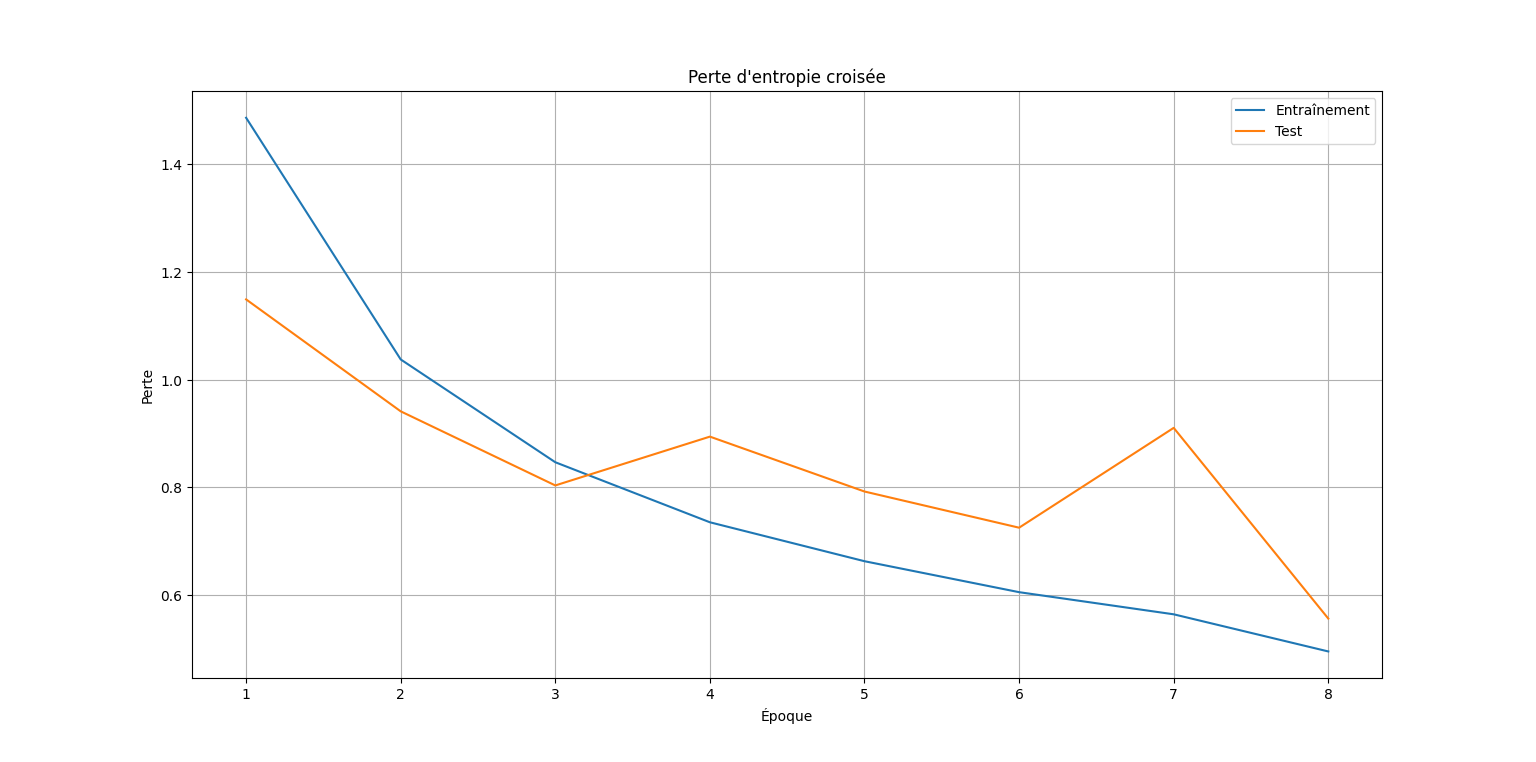 Perte d'entropie croisée
Entraînement
Test
Perte
1.4
1.2
1.0
0.8
0.6
1 2 3 4 5 6 7 8
Époque